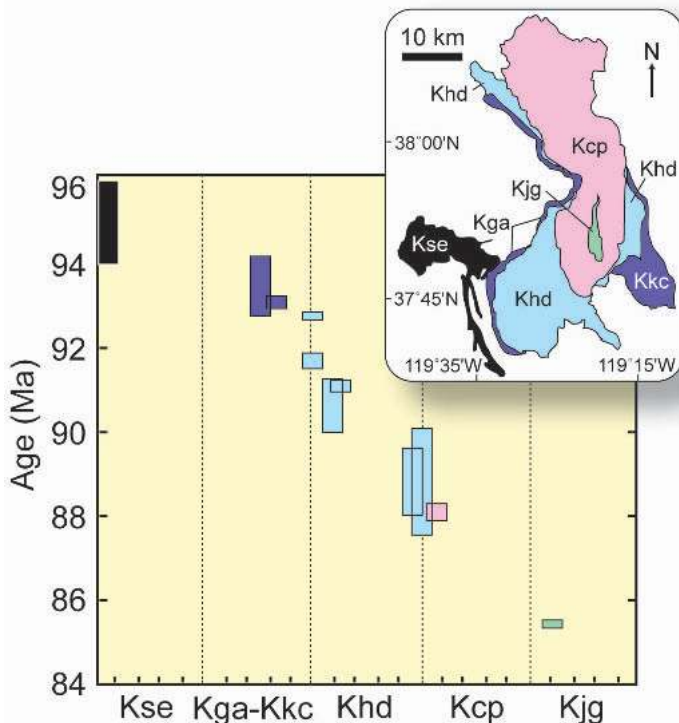 10 km
N
Khd
38°00'N
Kcp
Khd
Kjg
Kga
Kse
Kkc
Khd
37°45'N
119°35'W
119°15'W
96
94
92
90
88
86
84
Age (Ma)
Kse Kga-Kkc Khd Kcp Kjg